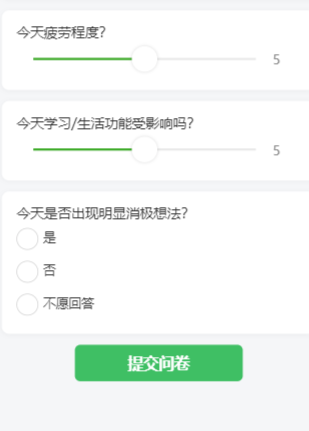 今天疲劳程度?
5
今天学习/生活功能受影响吗?
5
今天是否出现明显消极想法?
是
否
不愿回答
提交问卷